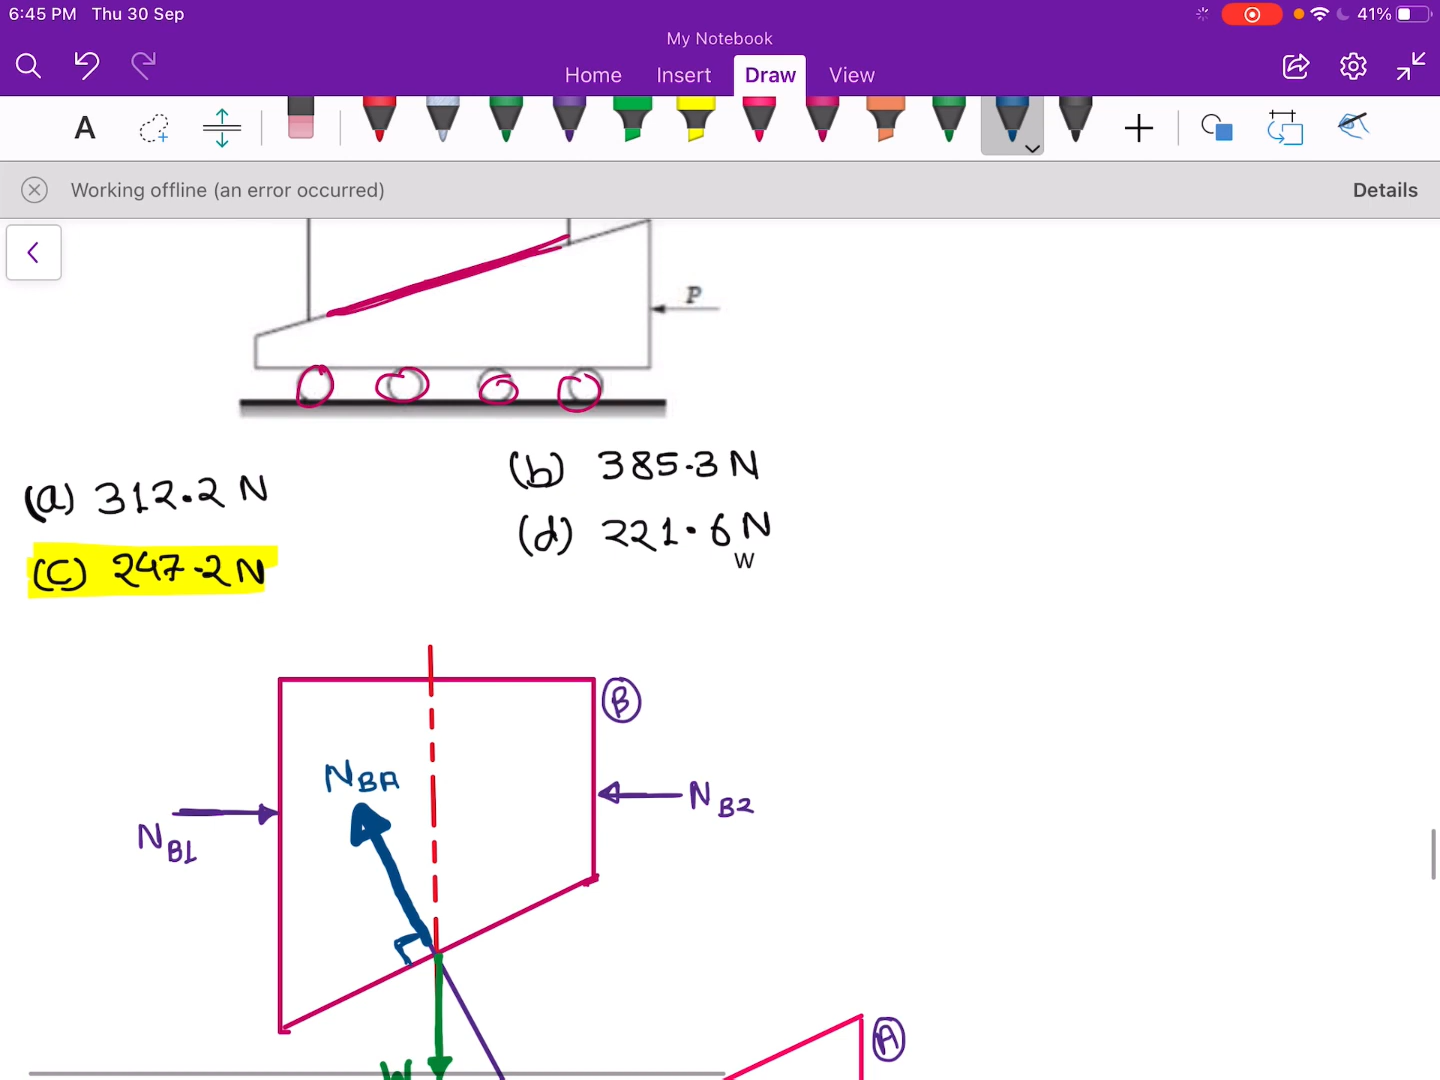 6:45 PM Thu 30 Sep
41%
My Notebook
Home Insert Draw View
A
Working offline (an error occurred)
Details
P
(a) 312.2 N
(b) 385.3 N
(c) 247.2 N
(d) 221.6 N
W
B
NBA
NB1
NB2
W
A